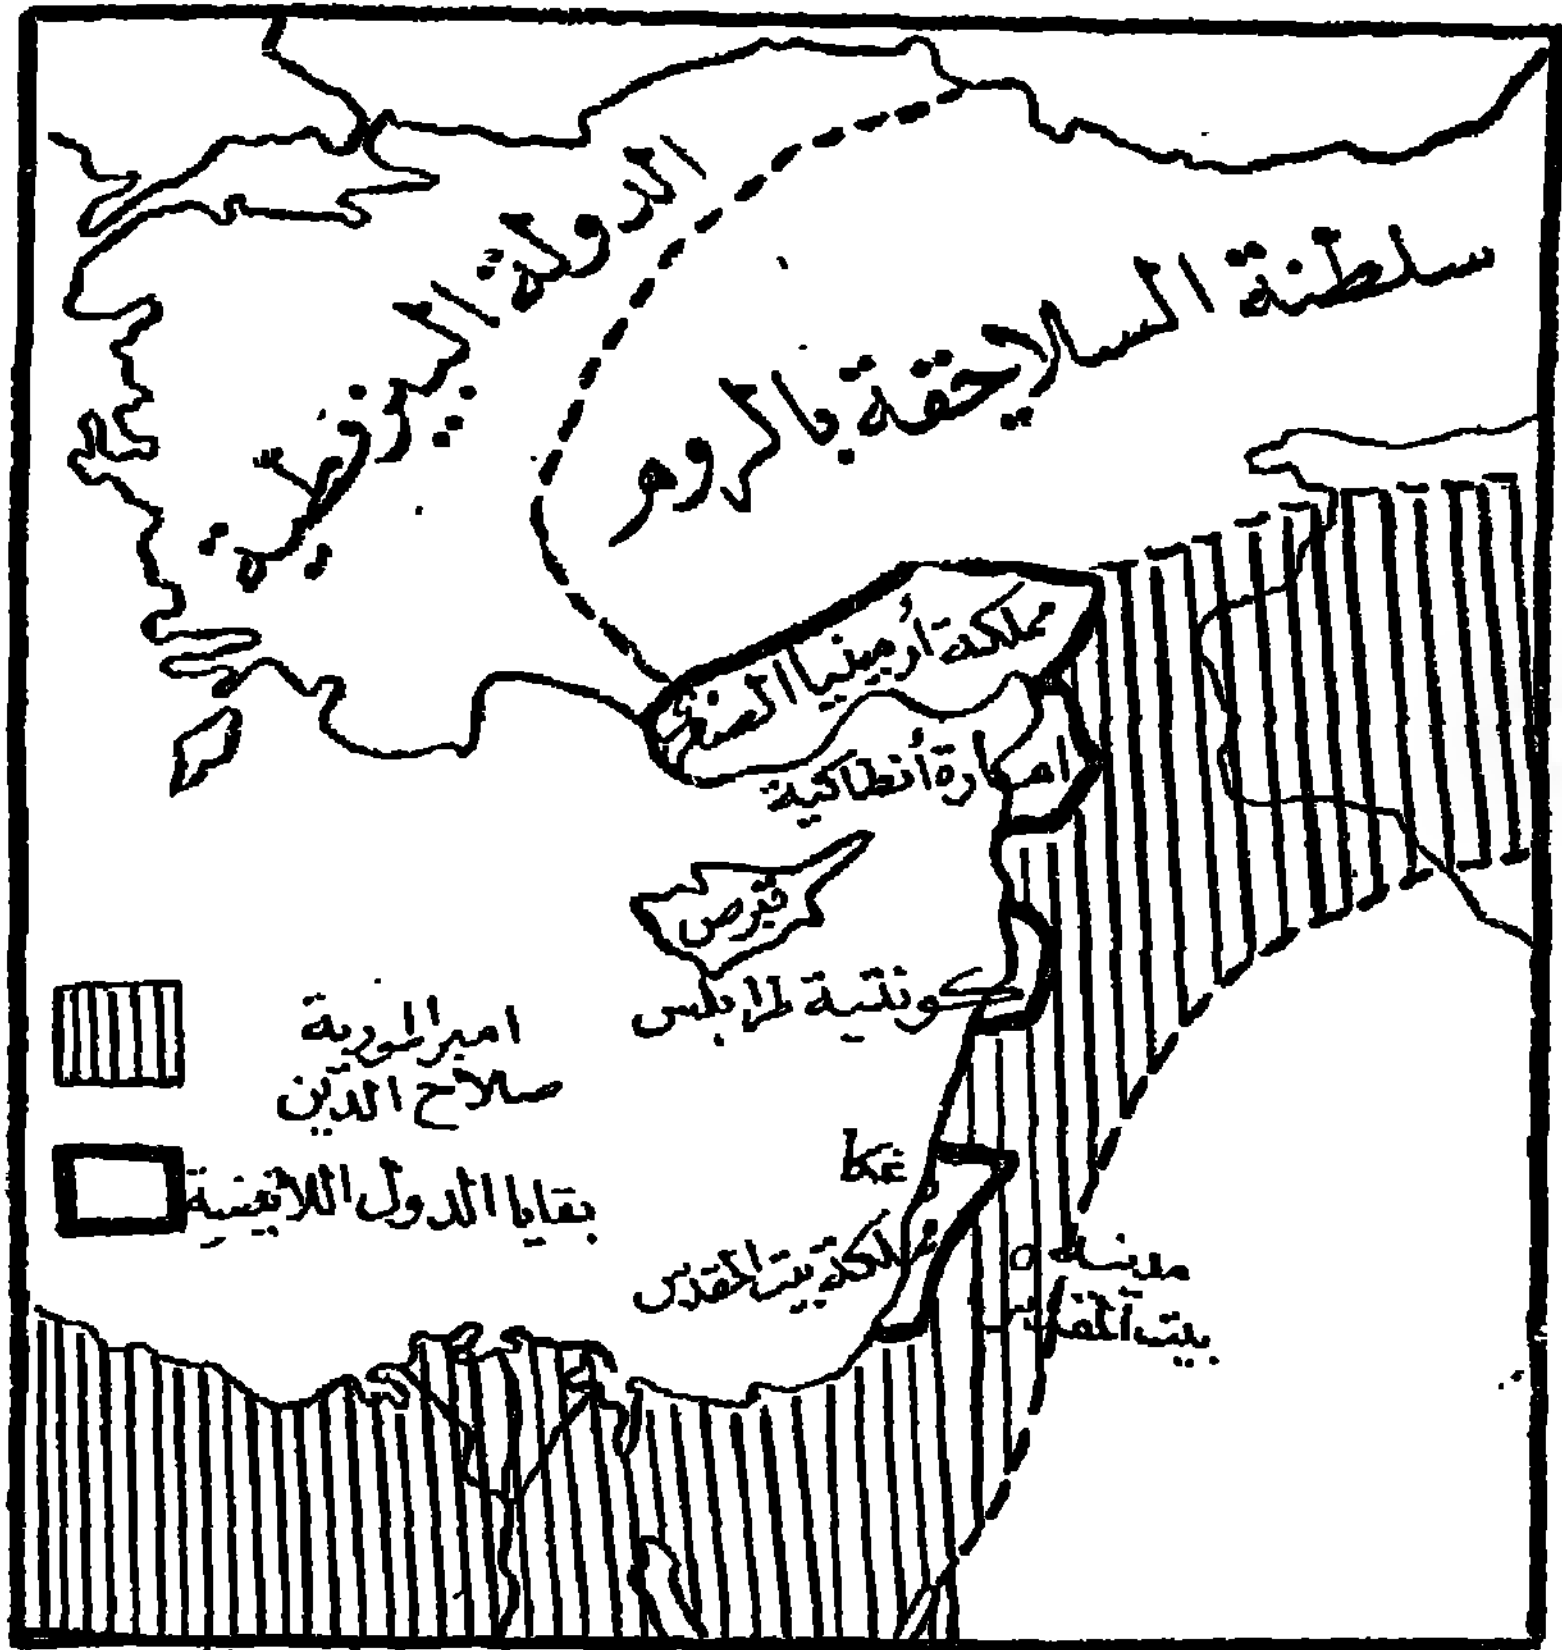 الدولة البيزنطية
سلطنة السلاجقة بالروم
مملكة أرمينيا الصغرى
امارة أنطاكية
قبرص
كونتية طرابلس
امبراطورية
صلاح الدين
عكا
بقايا الدول اللاتينية
مملكة بيت المقدس
مدينة
بيت المقدس